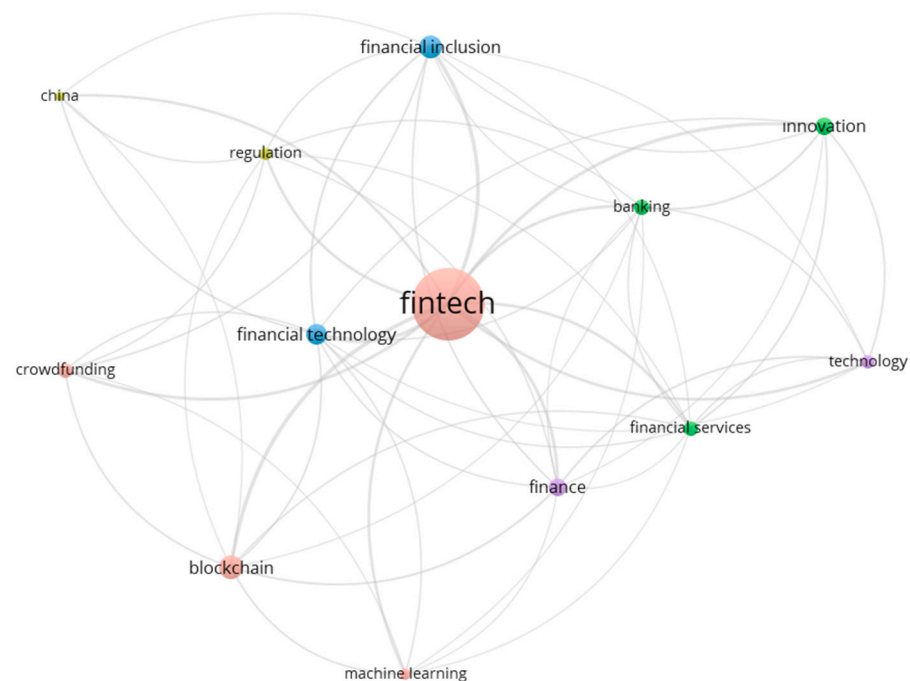 financial inclusion
china
innovation
regulation
banking
fintech
financial technology
technology
crowdfunding
financial services
finance
blockchain
machine learning